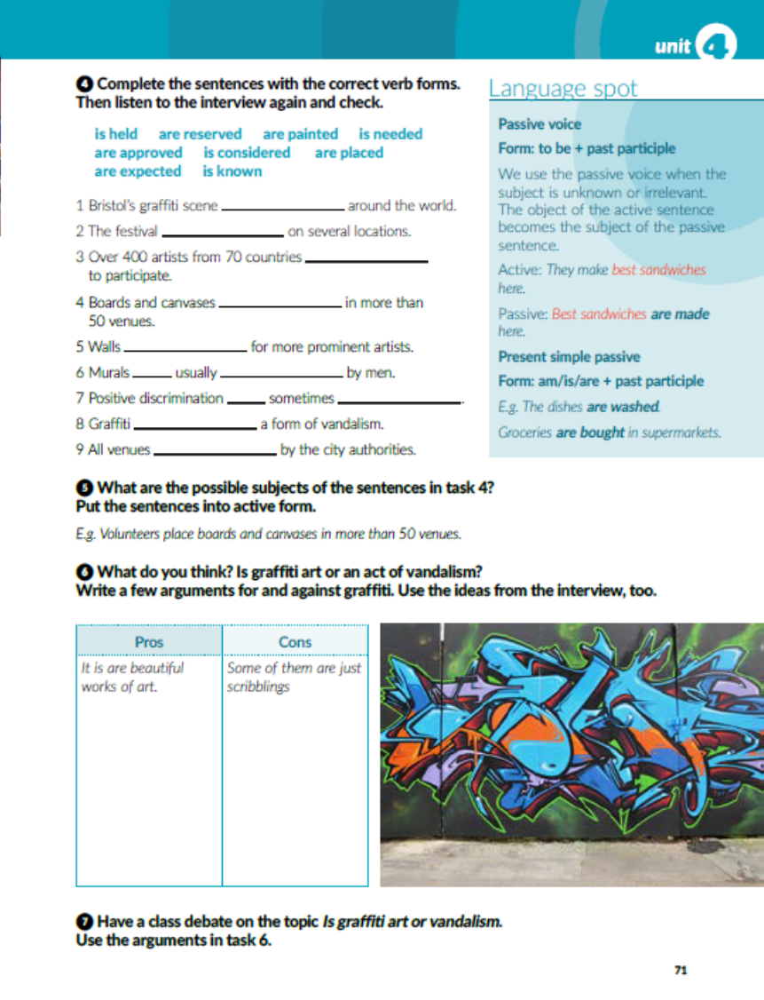 unit 4
4 Complete the sentences with the correct verb forms.
Then listen to the interview again and check.
is held are reserved are painted is needed
are approved is considered are placed
are expected is known
1 Bristol's graffiti scene ____________ around the world.
2 The festival ____________ on several locations.
3 Over 400 artists from 70 countries ____________
to participate.
4 Boards and canvases ____________ in more than
50 venues.
5 Walls ____________ for more prominent artists.
6 Murals ____ usually ____________ by men.
7 Positive discrimination ____ sometimes ____________.
8 Graffiti ____________ a form of vandalism.
9 All venues ____________ by the city authorities.
Language spot
Passive voice
Form: to be + past participle
We use the passive voice when the
subject is unknown or irrelevant.
The object of the active sentence
becomes the subject of the passive
sentence.
Active: They make best sandwiches
here.
Passive: Best sandwiches are made
here.
Present simple passive
Form: am/is/are + past participle
E.g. The dishes are washed.
Groceries are bought in supermarkets.
5 What are the possible subjects of the sentences in task 4?
Put the sentences into active form.
E.g. Volunteers place boards and canvases in more than 50 venues.
6 What do you think? Is graffiti art or an act of vandalism?
Write a few arguments for and against graffiti. Use the ideas from the interview, too.
Pros Cons
It is are beautiful
works of art.
Some of them are just
scribblings
7 Have a class debate on the topic Is graffiti art or vandalism.
Use the arguments in task 6.
71